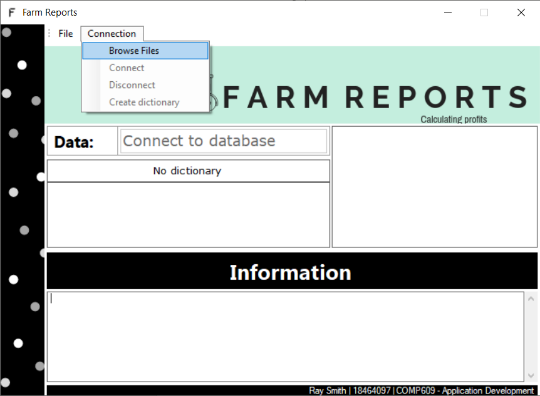 Farm Reports
File Connection
Browse Files
Connect
Disconnect
Create dictionary
FARM REPORTS
Calculating profits
Data: Connect to database
No dictionary
Information
Ray Smith | 18464097 | COMP609 - Application Development